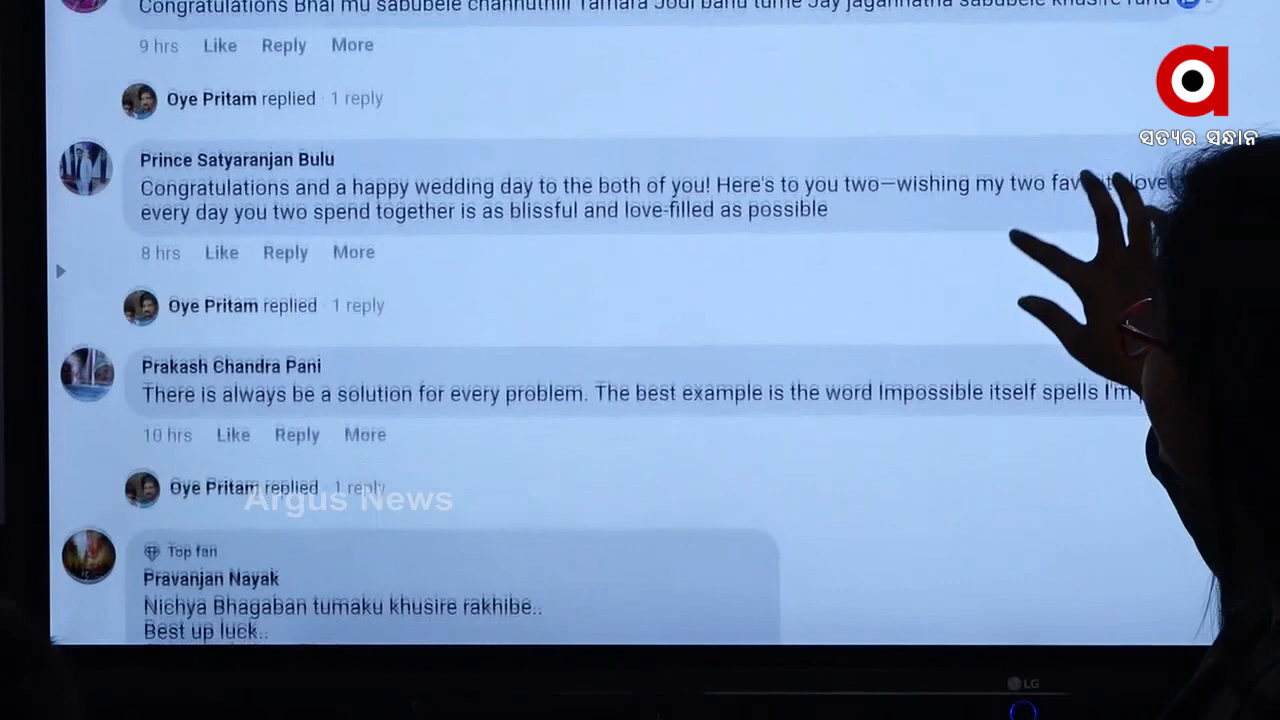 Congratulations Bhai mu sabubele channuthili Tamara Jodi banu tume Jay jagannatha sabubele khusire
9 hrs Like Reply More
Oye Pritam replied · 1 reply
ସତ୍ୟର ସନ୍ଧାନ
Prince Satyaranjan Bulu
Congratulations and a happy wedding day to the both of you! Here's to you two—wishing my two
every day you two spend together is as blissful and love-filled as possible
8 hrs Like Reply More
Oye Pritam replied · 1 reply
Prakash Chandra Pani
There is always be a solution for every problem. The best example is the word Impossible itself spells I'm
10 hrs Like Reply More
Oye Pritam replied · 1 reply
Argus News
Top fan
Pravanjan Nayak
Nichya Bhagaban tumaku khusire rakhibe..
Best up luck..
LG